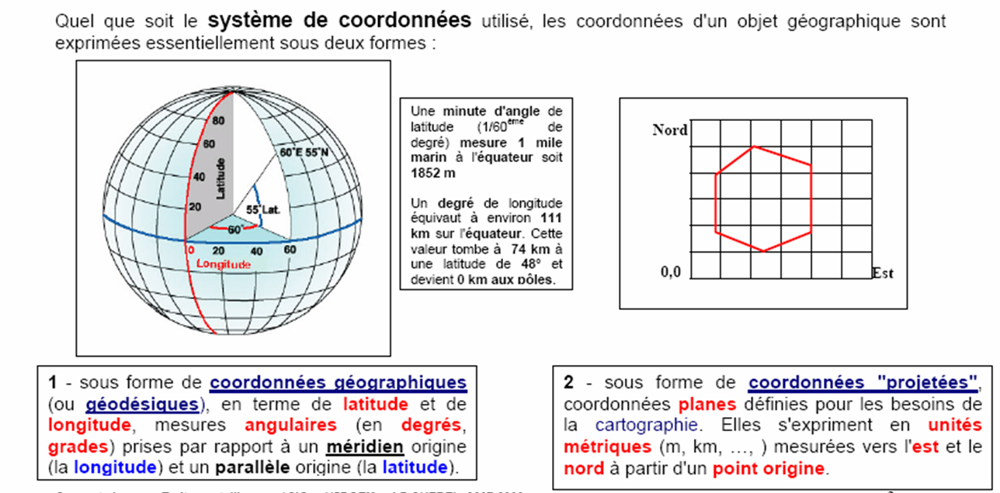 Quel que soit le système de coordonnées utilisé, les coordonnées d'un objet géographique sont
exprimées essentiellement sous deux formes :
80
60
40
20
Latitude
60°E 55°N
55°Lat.
60°
0 20 40 60
Longitude
Une minute d'angle de
latitude (1/60ème de
degré) mesure 1 mile
marin à l'équateur soit
1852 m
Un degré de longitude
équivaut à environ 111
km sur l'équateur. Cette
valeur tombe à 74 km à
une latitude de 48° et
devient 0 km aux pôles.
Nord
0,0
Est
1 - sous forme de coordonnées géographiques
(ou géodésiques), en terme de latitude et de
longitude, mesures angulaires (en degrés,
grades) prises par rapport à un méridien origine
(la longitude) et un parallèle origine (la latitude).
2 - sous forme de coordonnées "projetées",
coordonnées planes définies pour les besoins de
la cartographie. Elles s'expriment en unités
métriques (m, km, ..., ) mesurées vers l'est et le
nord à partir d'un point origine.